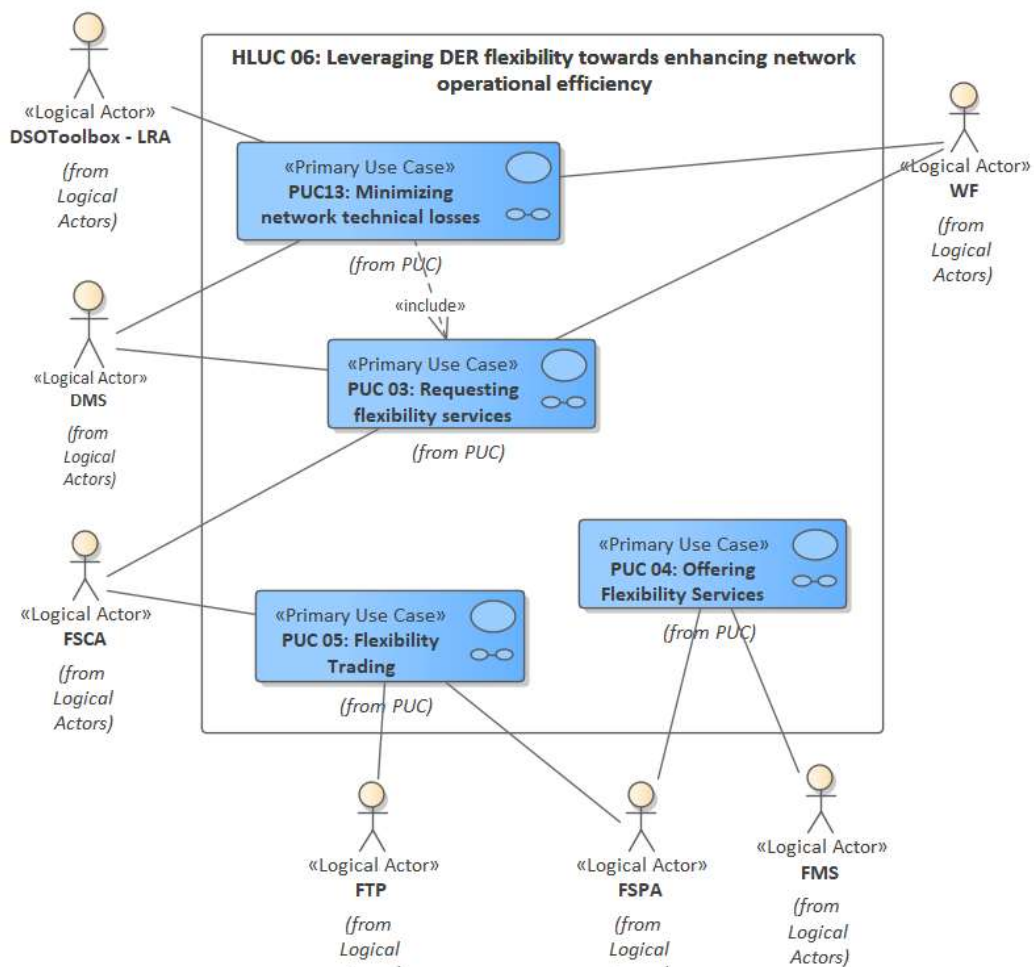 HLUC 06: Leveraging DER flexibility towards enhancing network
operational efficiency
«Logical Actor»
DSOToolbox - LRA
(from
Logical
Actors)
«Primary Use Case»
PUC13: Minimizing
network technical losses
(from PUC)
«Logical Actor»
WF
(from
Logical
Actors)
«include»
«Logical Actor»
DMS
(from
Logical
Actors)
«Primary Use Case»
PUC 03: Requesting
flexibility services
(from PUC)
«Logical Actor»
FSCA
(from
Logical
Actors)
«Primary Use Case»
PUC 04: Offering
Flexibility Services
(from PUC)
«Primary Use Case»
PUC 05: Flexibility
Trading
(from PUC)
«Logical Actor»
FTP
(from
Logical
«Logical Actor»
FSPA
(from
Logical
«Logical Actor»
FMS
(from
Logical
Actors)